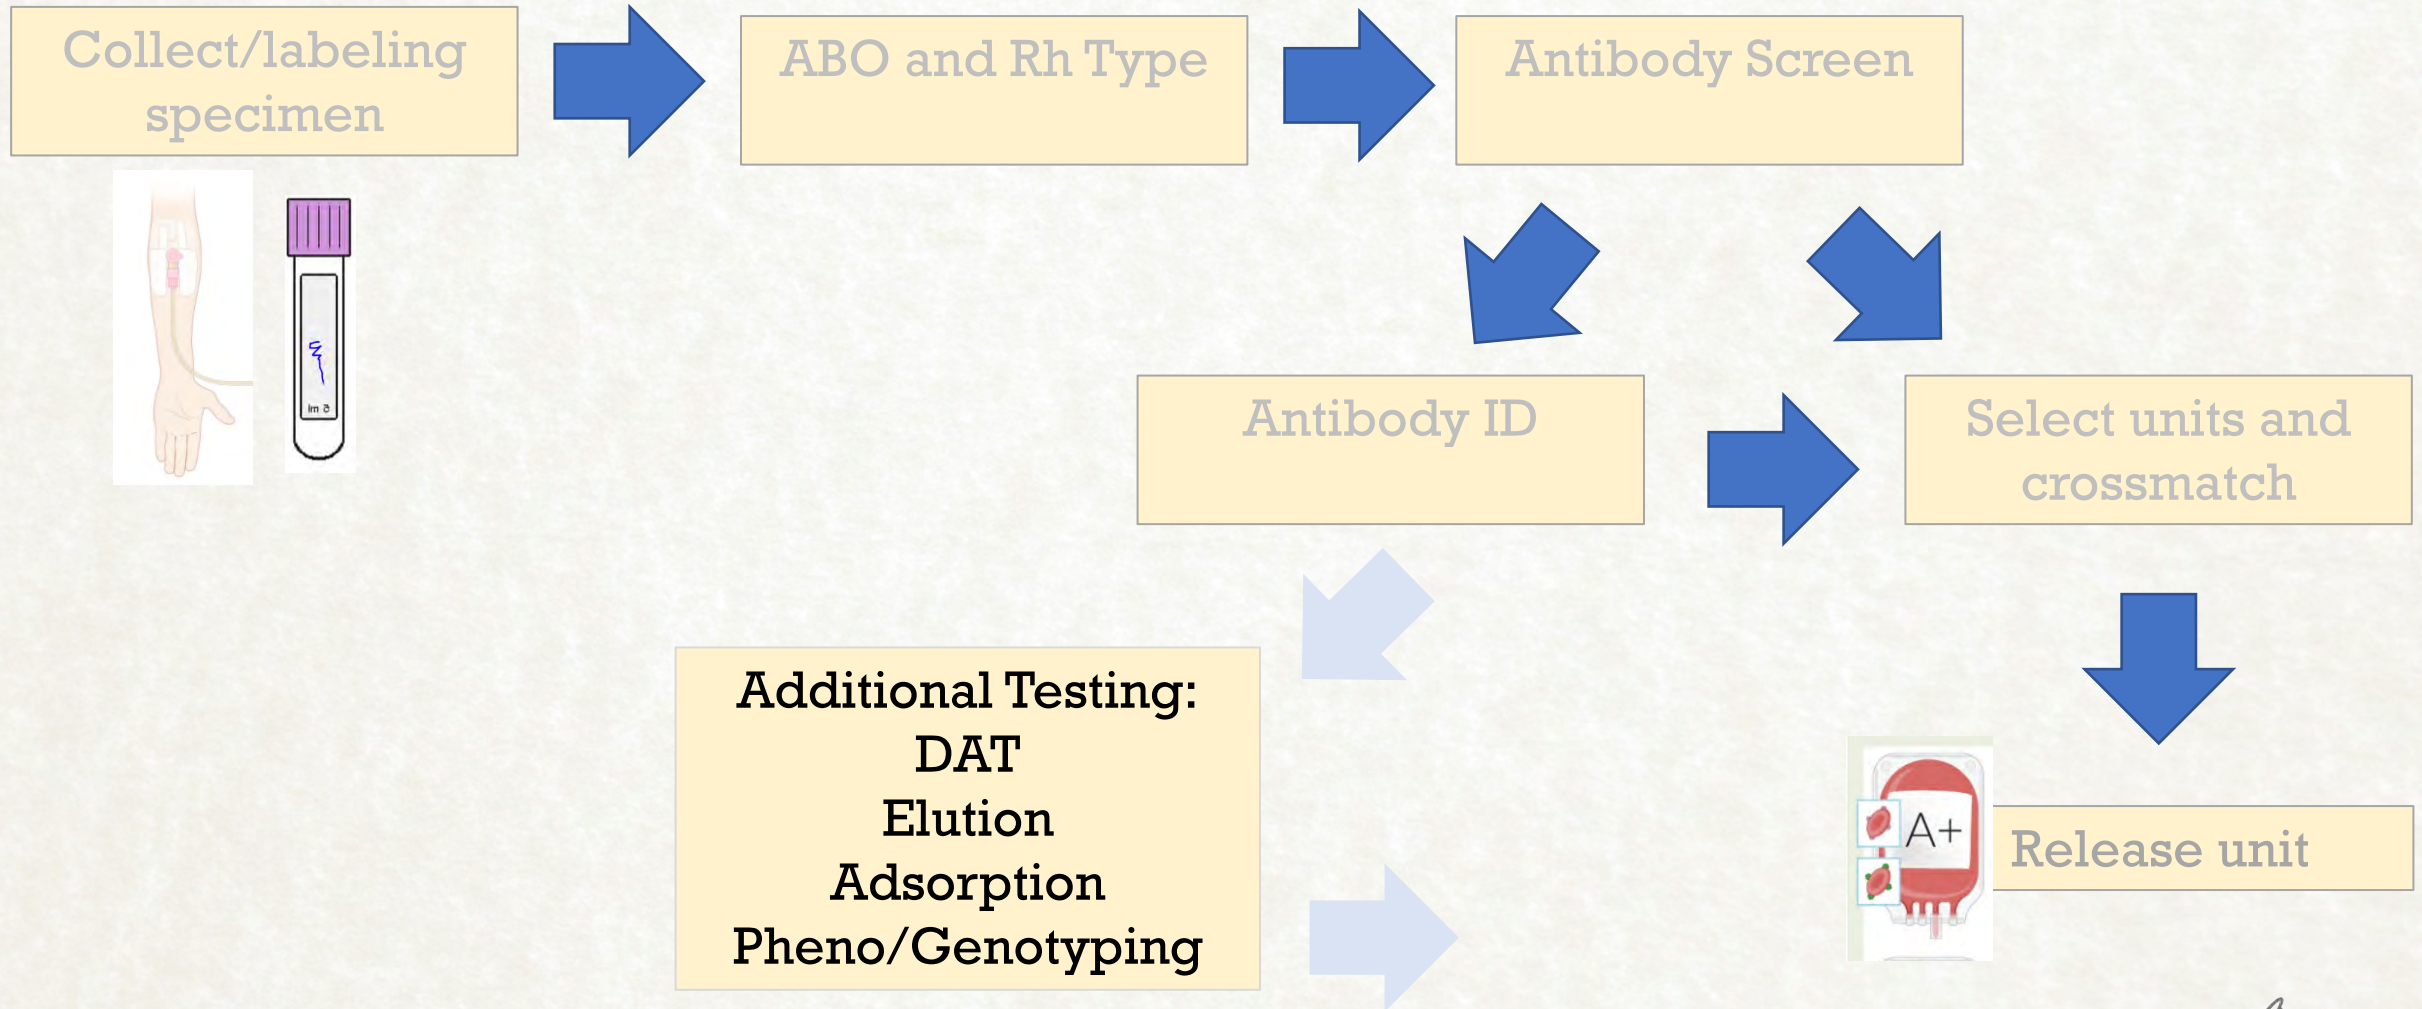 Collect/labeling
specimen
ABO and Rh Type
Antibody Screen
Antibody ID
Select units and
crossmatch
Additional Testing:
DAT
Elution
Adsorption
Pheno/Genotyping
A+
Release unit